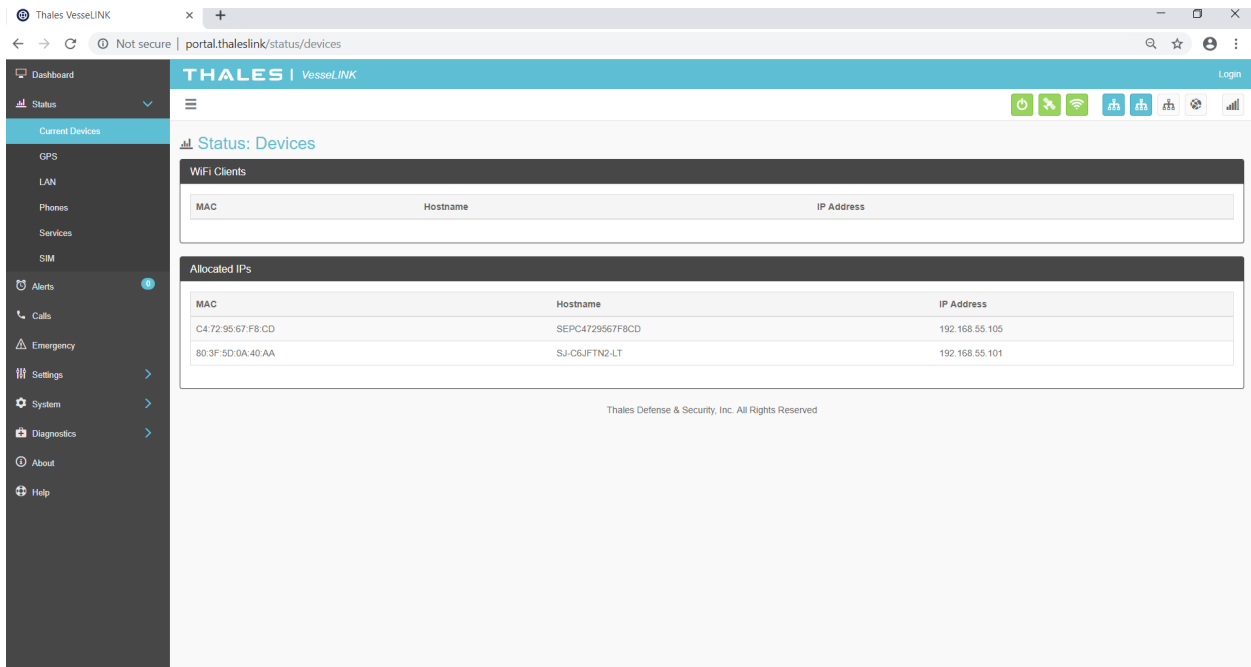 Thales VesseLINK
Not secure | portal.thaleslink/status/devices
Dashboard
THALES | VesseLINK
Login
Status
Current Devices
GPS
LAN
Phones
Services
SIM
Alerts 0
Calls
Emergency
Settings
System
Diagnostics
About
Help
Status: Devices
WiFi Clients
MAC Hostname IP Address
Allocated IPs
MAC Hostname IP Address
C4:72:95:67:F8:CD SEPC4729567F8CD 192.168.55.105
80:3F:5D:0A:40:AA SJ-C6JFTN2-LT 192.168.55.101
Thales Defense & Security, Inc. All Rights Reserved